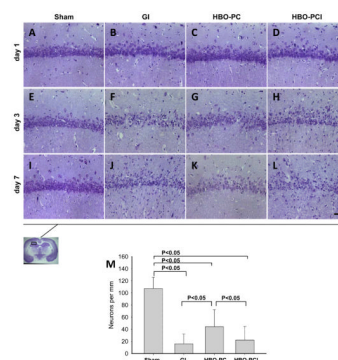 Sham GI HBO-PC HBO-PCI
day 1
A B C D
day 3
E F G H
day 7
I J K L
M
P<0.05
P<0.05
P<0.05
P<0.05 P<0.05
Neurons per mm
160
140
120
100
80
60
40
20
0
Sham GI HBO-PC HBO-PCI